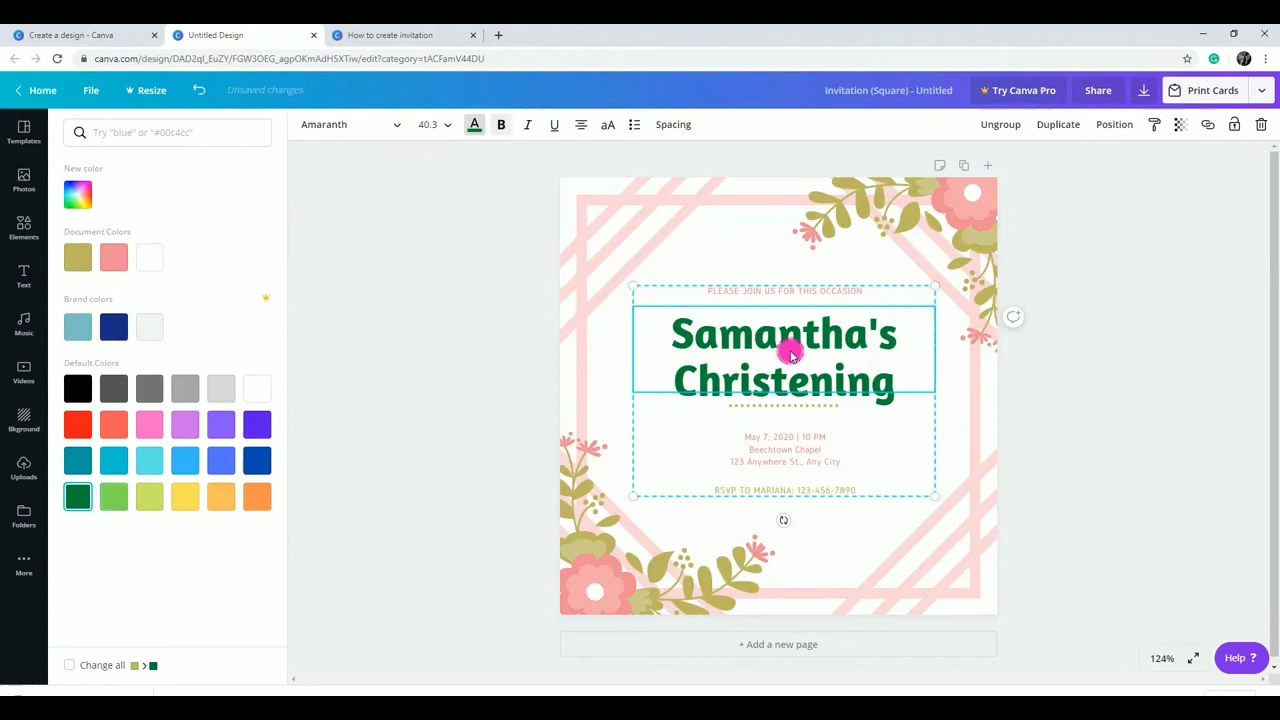 Create a design - Canva
Untitled Design
How to create invitation
canva.com/design/DAD2qI_EuZY/FGW3OEG_agpOKmAdH5XTiw/edit?category=tACFamV44DU
Home
File
Resize
Unsaved changes
Invitation (Square) - Untitled
Try Canva Pro
Share
Print Cards
Templates
Photos
Elements
Text
Music
Videos
Bkground
Uploads
Folders
More
Try "blue" or "#00c4cc"
New color
Document Colors
Brand colors
Default Colors
Change all
Amaranth
40.3
A
B
I
U
aA
Spacing
Ungroup
Duplicate
Position
PLEASE JOIN US FOR THIS OCCASION
Samantha's
Christening
May 7, 2020 | 10 PM
Beechtown Chapel
123 Anywhere St., Any City
RSVP TO MARIANA: 123-456-7890
+ Add a new page
124%
Help ?